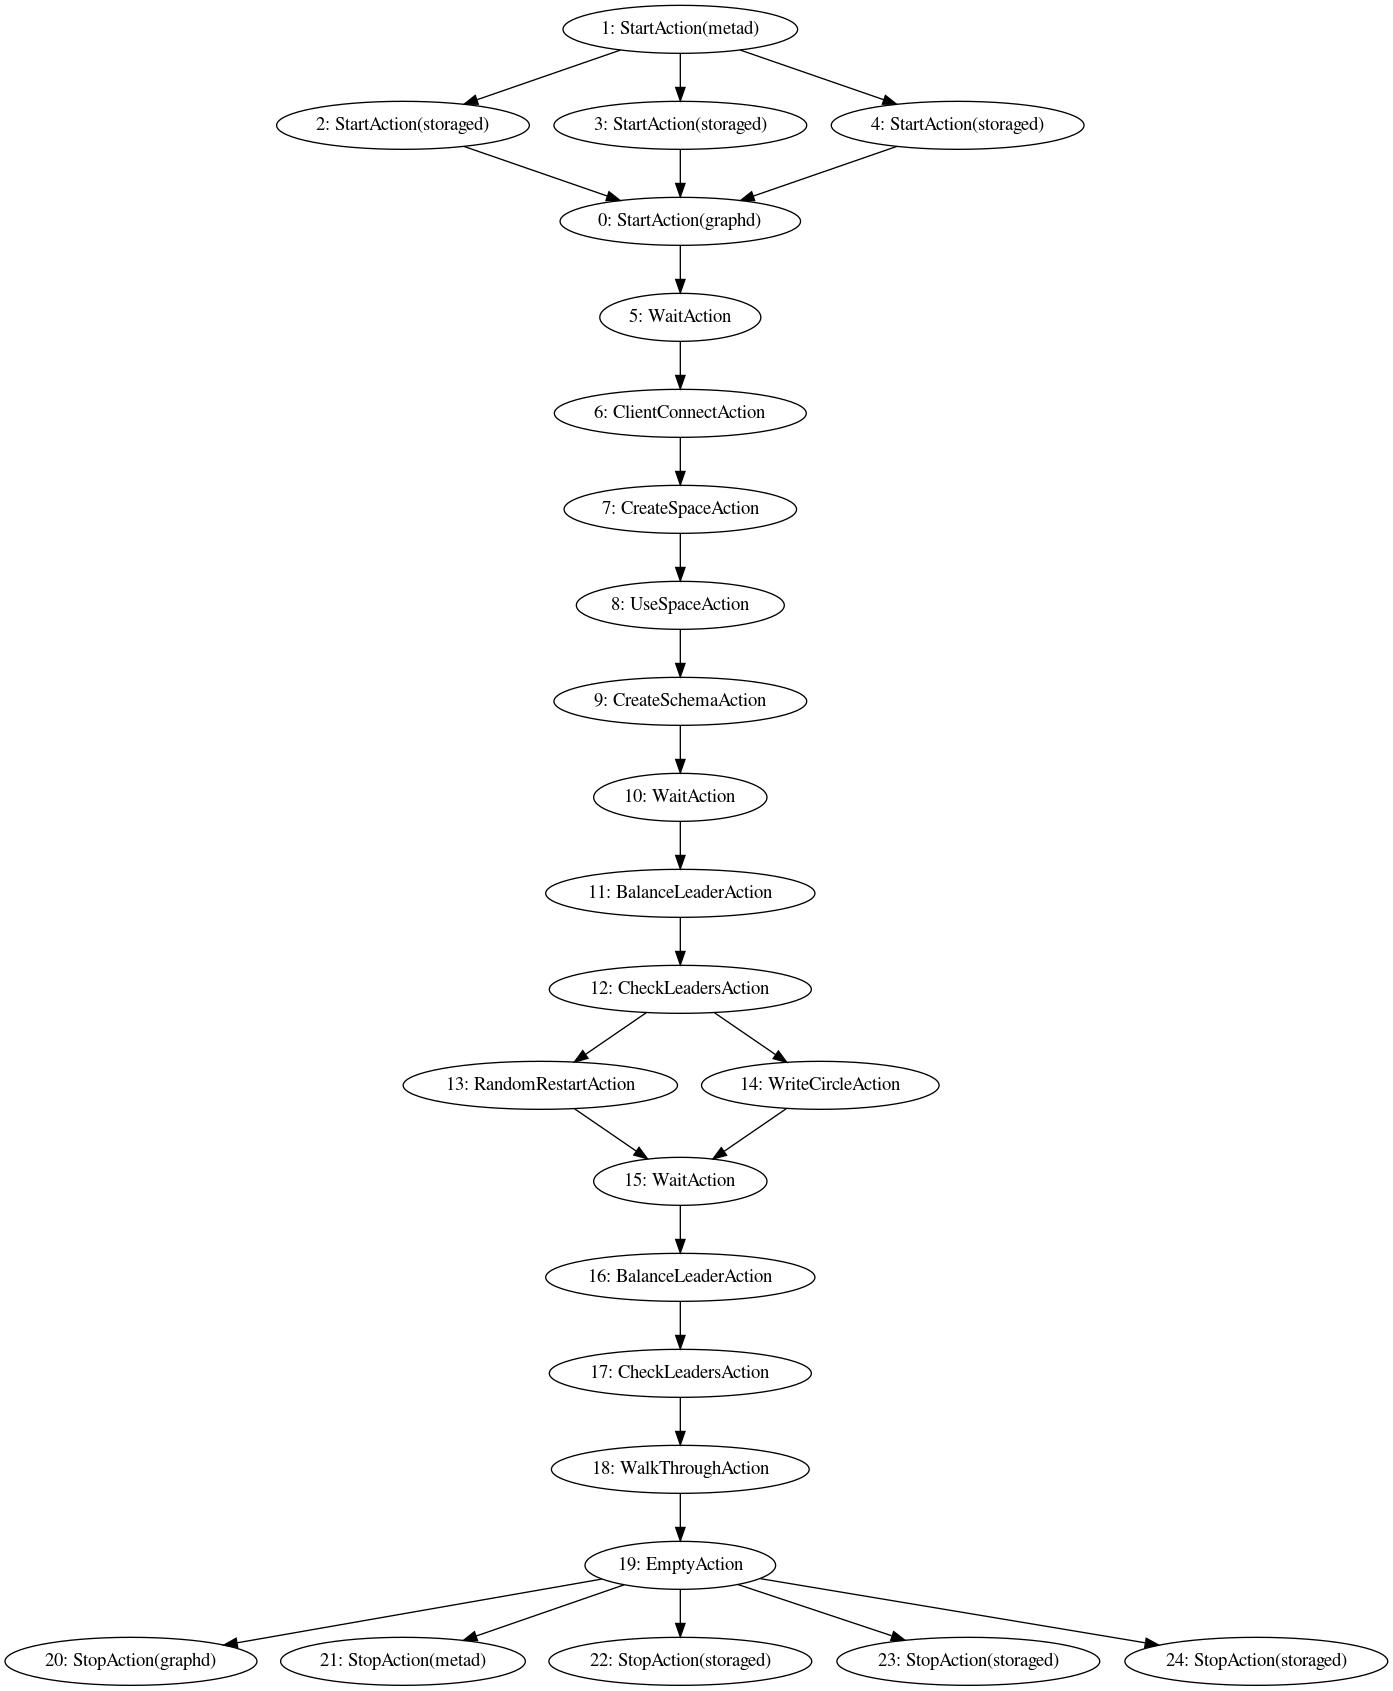 1: StartAction(metad)
2: StartAction(storaged)
3: StartAction(storaged)
4: StartAction(storaged)
0: StartAction(graphd)
5: WaitAction
6: ClientConnectAction
7: CreateSpaceAction
8: UseSpaceAction
9: CreateSchemaAction
10: WaitAction
11: BalanceLeaderAction
12: CheckLeadersAction
13: RandomRestartAction
14: WriteCircleAction
15: WaitAction
16: BalanceLeaderAction
17: CheckLeadersAction
18: WalkThroughAction
19: EmptyAction
20: StopAction(graphd)
21: StopAction(metad)
22: StopAction(storaged)
23: StopAction(storaged)
24: StopAction(storaged)